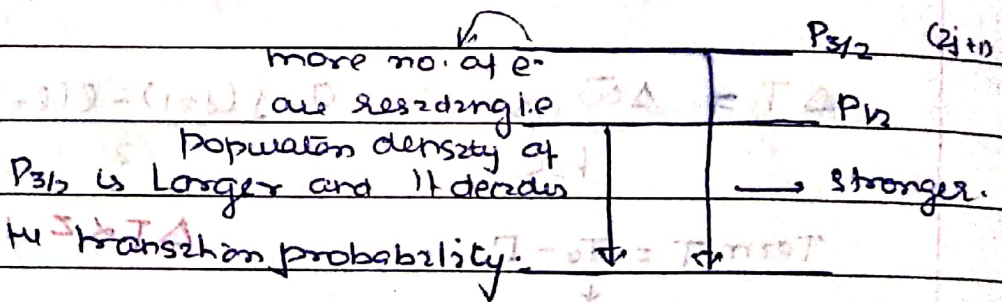 P3/2 (2j+1)
more no. of e-
are residing i.e P1/2
population density of
P3/2 is Larger and It decides → stronger.
the transition probability.